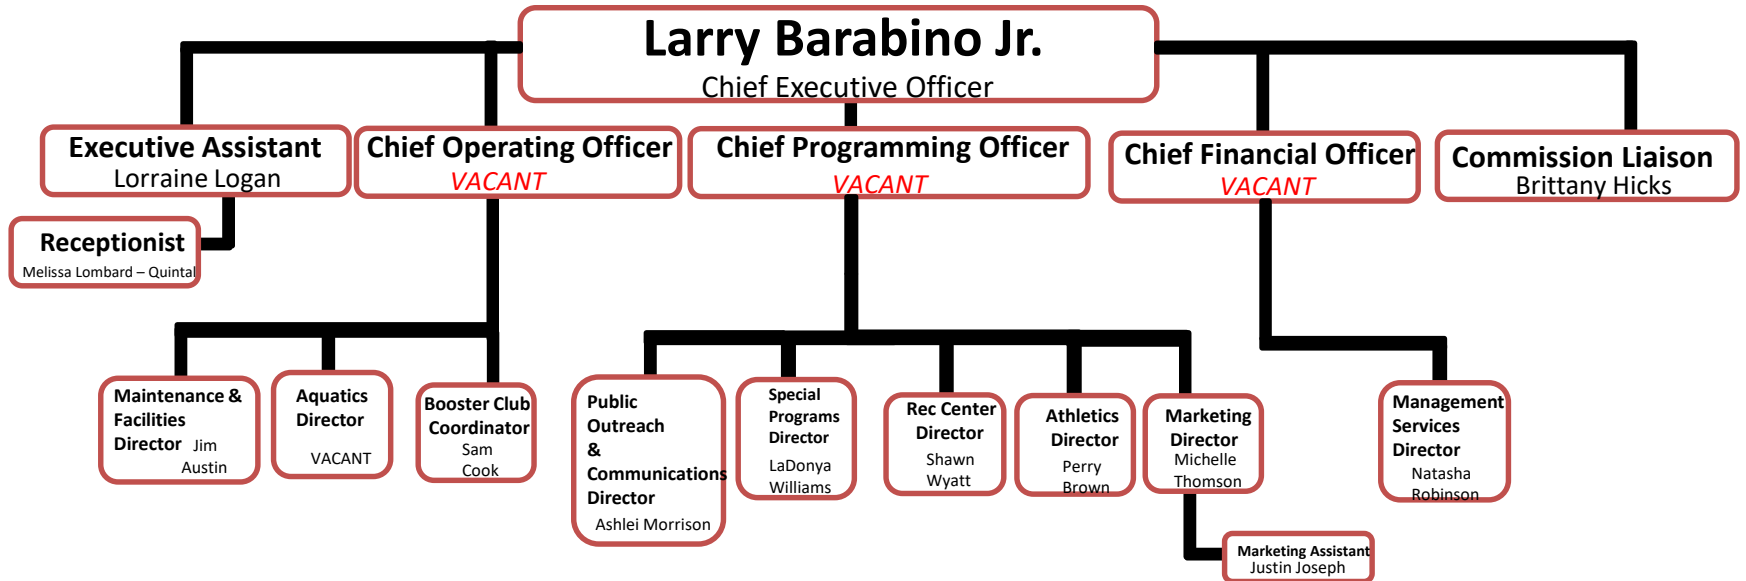 Larry Barabino Jr.
Chief Executive Officer
Executive Assistant
Lorraine Logan
Chief Operating Officer
VACANT
Chief Programming Officer
VACANT
Chief Financial Officer
VACANT
Commission Liaison
Brittany Hicks
Receptionist
Melissa Lombard – Quintal
Maintenance &
Facilities
Director Jim
Austin
Aquatics
Director
VACANT
Booster Club
Coordinator
Sam
Cook
Public
Outreach
&
Communications
Director
Ashlei Morrison
Special
Programs
Director
LaDonya
Williams
Rec Center
Director
Shawn
Wyatt
Athletics
Director
Perry
Brown
Marketing
Director
Michelle
Thomson
Management
Services
Director
Natasha
Robinson
Marketing Assistant
Justin Joseph